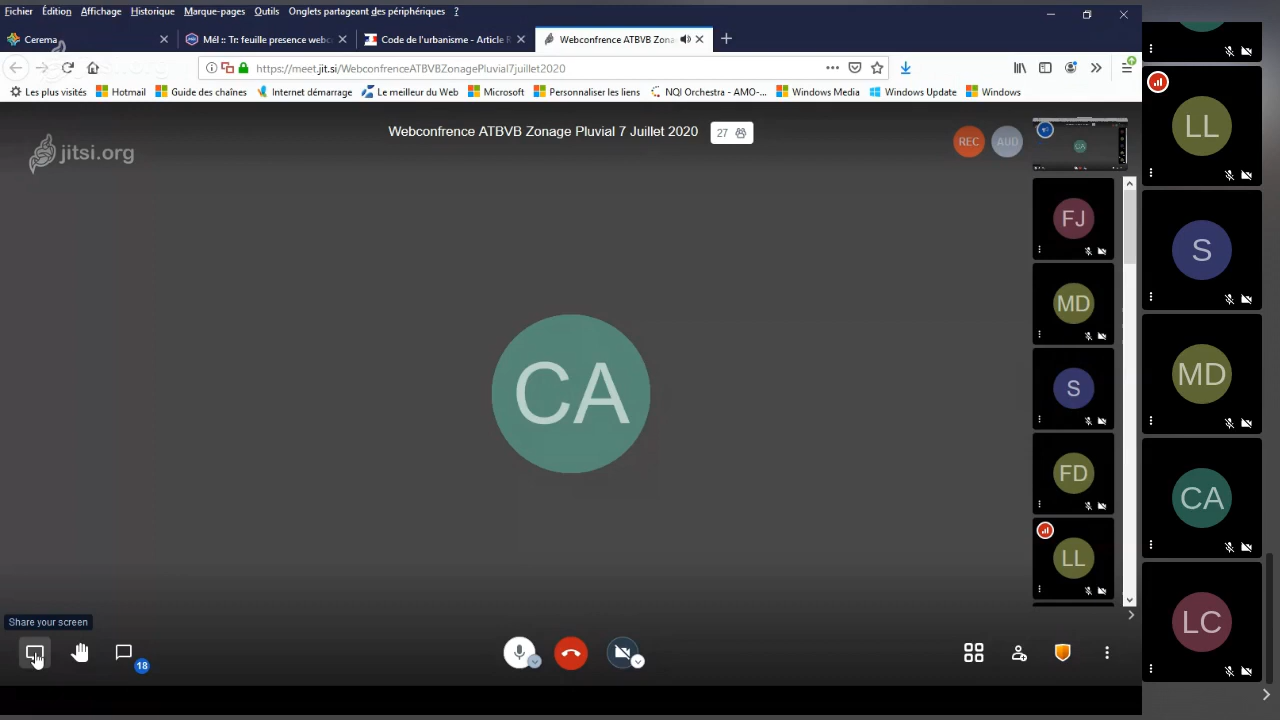 Fichier Édition Affichage Historique Marque-pages Outils Onglets partageant des périphériques ?
Cerema
Mél :: Tr: feuille presence webc
Code de l'urbanisme - Article R
Webconfrence ATBVB Zona
https://meet.jit.si/WebconfrenceATBVBZonagePluvial7juillet2020
Les plus visités Hotmail Guide des chaînes Internet démarrage Le meilleur du Web Microsoft Personnaliser les liens NQI Orchestra - AMO-... Windows Media Windows Update Windows
Webconfrence ATBVB Zonage Pluvial 7 Juillet 2020 27
REC AUD
jitsi.org
CA
CA
FJ
MD
S
FD
LL
LL
S
MD
CA
LC
Share your screen
18